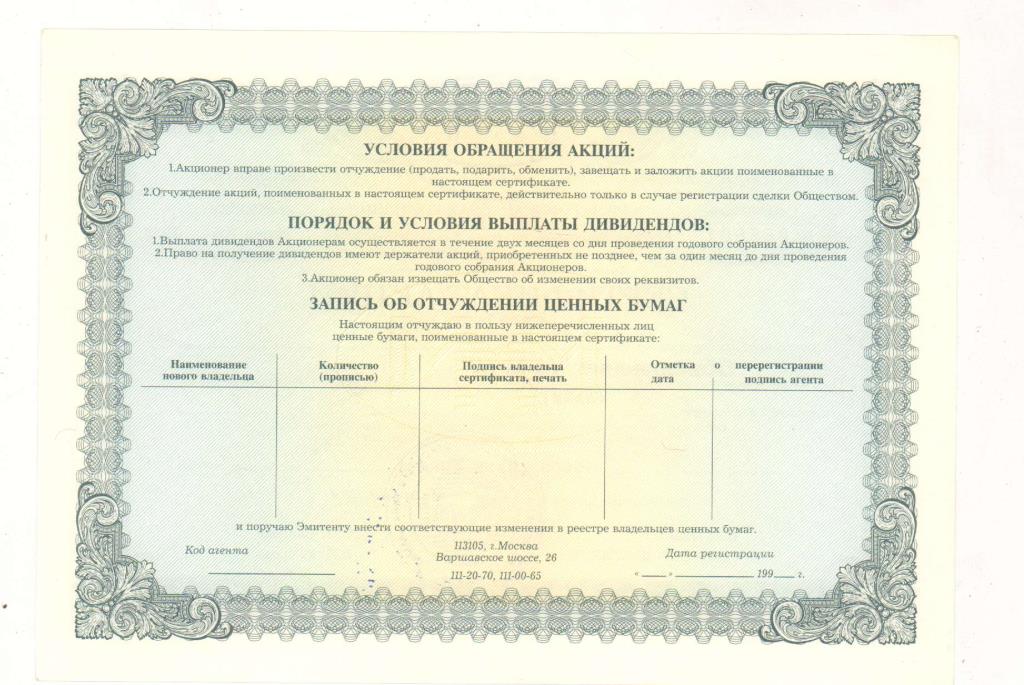 УСЛОВИЯ ОБРАЩЕНИЯ АКЦИЙ:
1.Акционер вправе произвести отчуждение (продать, подарить, обменять), завещать и заложить акции поименованные в
настоящем сертификате.
2.Отчуждение акций, поименованных в настоящем сертификате, действительно только в случае регистрации сделки Обществом.
ПОРЯДОК И УСЛОВИЯ ВЫПЛАТЫ ДИВИДЕНДОВ:
1.Выплата дивидендов Акционерам осуществляется в течение двух месяцев со дня проведения годового собрания Акционеров.
2.Право на получение дивидендов имеют держатели акций, приобретенных не позднее, чем за один месяц до дня проведения
годового собрания Акционеров.
3.Акционер обязан извещать Общество об изменении своих реквизитов.
ЗАПИСЬ ОБ ОТЧУЖДЕНИИ ЦЕННЫХ БУМАГ
Настоящим отчуждаю в пользу нижеперечисленных лиц
ценные бумаги, поименованные в настоящем сертификате:
Наименование Количество Подпись владельца Отметка о перерегистрации
нового владельца (прописью) сертификата, печать дата подпись агента
и поручаю Эмитенту внести соответствующие изменения в реестре владельцев ценных бумаг.
Код агента 113105, г.Москва Дата регистрации
Варшавское шоссе, 26
111-20-70, 111-00-65 "___" __________ 199___ г.